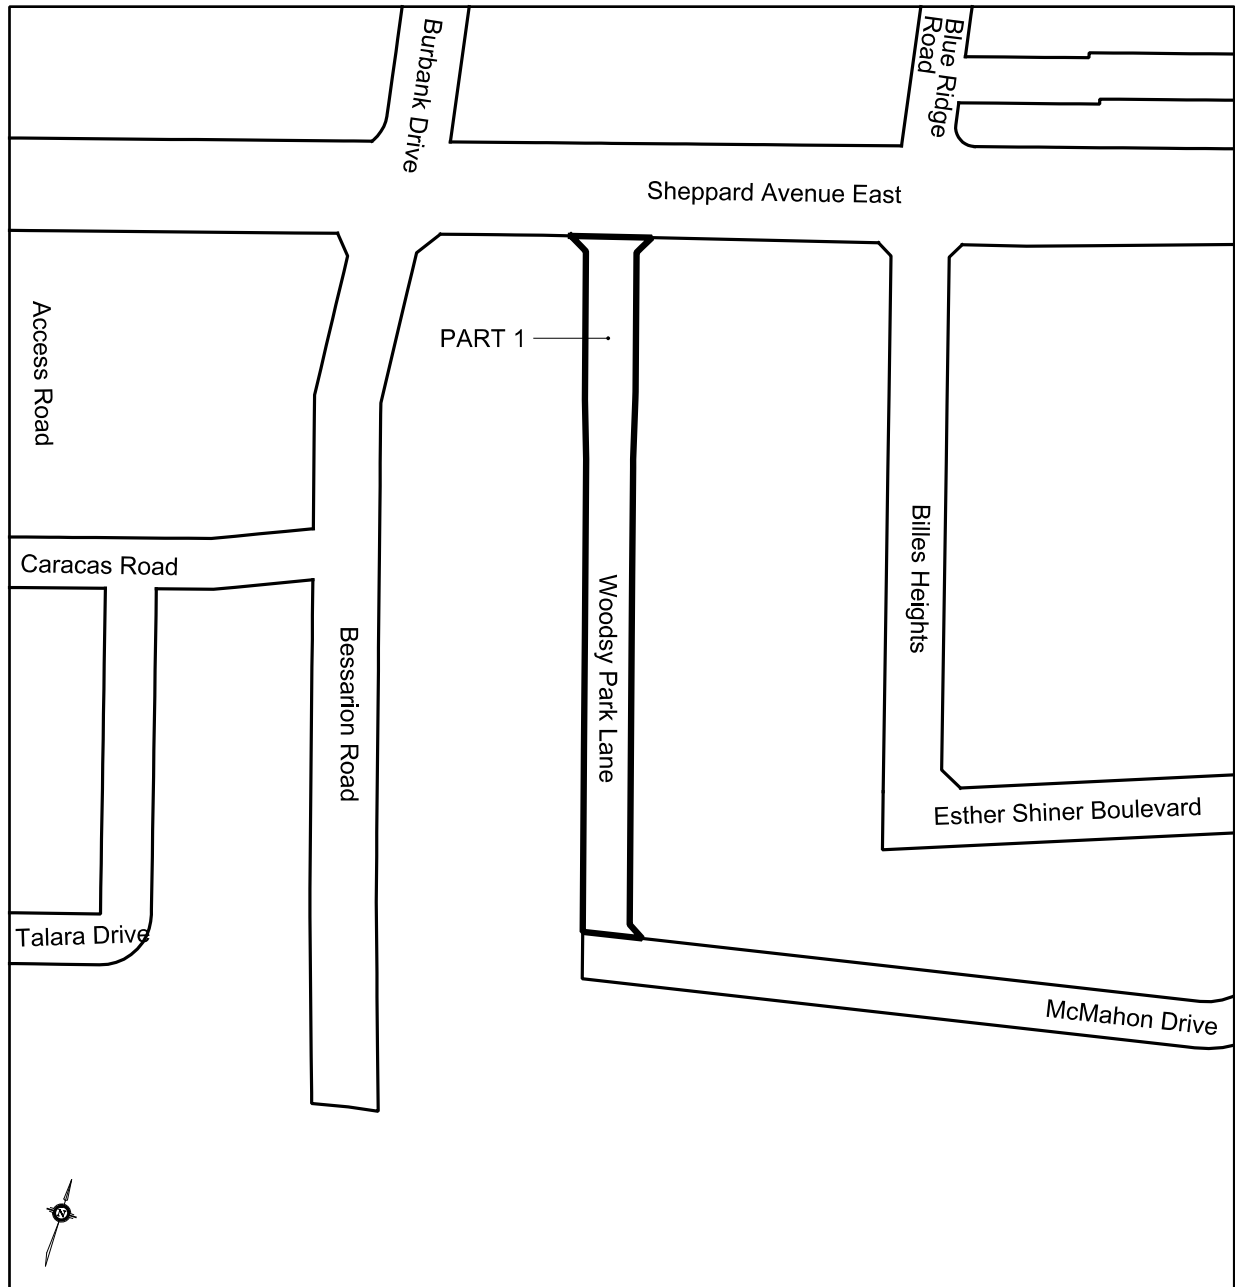 Burbank Drive
Blue Ridge
Road
Sheppard Avenue East
Access Road
PART 1
Caracas Road
Billes Heights
Woodsy Park Lane
Bessarion Road
Esther Shiner Boulevard
Talara Drive
McMahon Drive
N